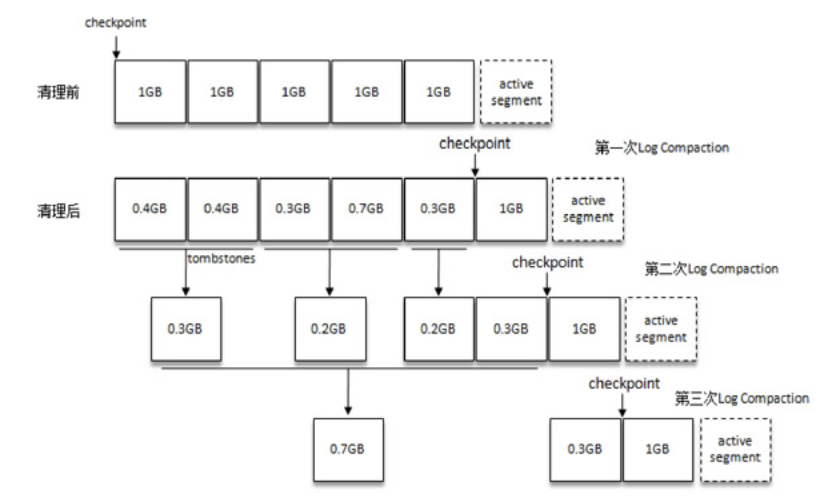 checkpoint
清理前
1GB
1GB
1GB
1GB
1GB
active
segment
checkpoint
第一次Log Compaction
清理后
0.4GB
0.4GB
0.3GB
0.7GB
0.3GB
1GB
active
segment
tombstones
checkpoint
第二次Log Compaction
0.3GB
0.2GB
0.2GB
0.3GB
1GB
active
segment
checkpoint
第三次Log Compaction
0.7GB
0.3GB
1GB
active
segment